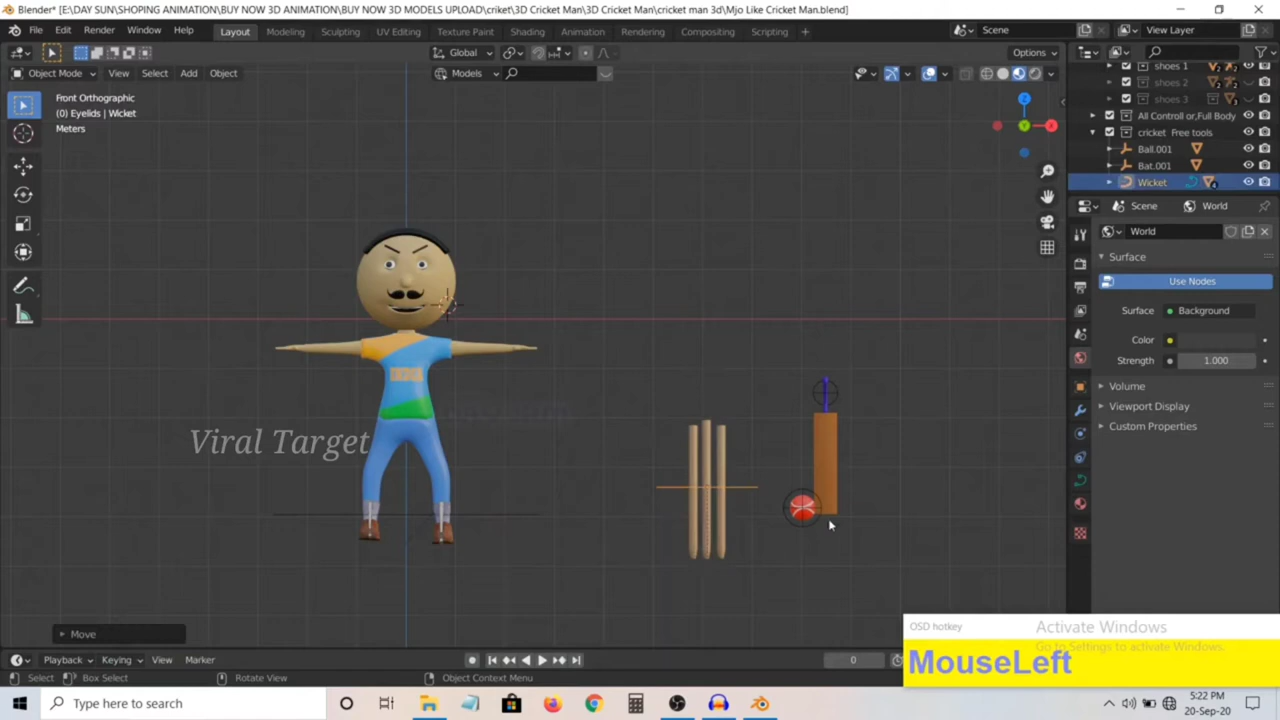 Blender* [E:\DAY SUN\SHOPING ANIMATION\BUY NOW 3D ANIMATION\BUY NOW 3D MODELS UPLOAD\criket\3D Cricket Man\3D Cricket Man\cricket man 3d\Mjo Like Cricket Man.blend]
File Edit Render Window Help Layout Modeling Sculpting UV Editing Texture Paint Shading Animation Rendering Compositing Scripting + Scene View Layer
Global Options
Object Mode View Select Add Object Models
Front Orthographic
(0) Eyelids | Wicket
Meters
shoes 1
shoes 2
shoes 3
All Controll or,Full Body
cricket Free tools
Ball.001
Bat.001
Wicket
Scene World
World
Surface
Use Nodes
Surface Background
Color
Strength 1.000
Volume
Viewport Display
Custom Properties
Viral Target
Move
OSD hotkey
MouseLeft
Activate Windows
Go to Settings to activate Windows.
Playback Keying View Marker 0
Select Box Select Rotate View Object Context Menu
Type here to search
5:22 PM
20-Sep-20